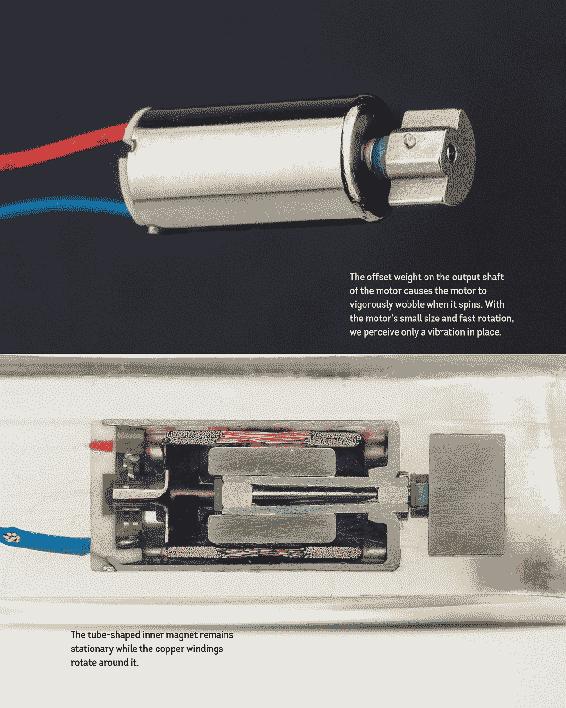 The offset weight on the output shaft
of the motor causes the motor to
vigorously wobble when it spins. With
the motor's small size and fast rotation,
we perceive only a vibration in place.
The tube-shaped inner magnet remains
stationary while the copper windings
rotate around it.